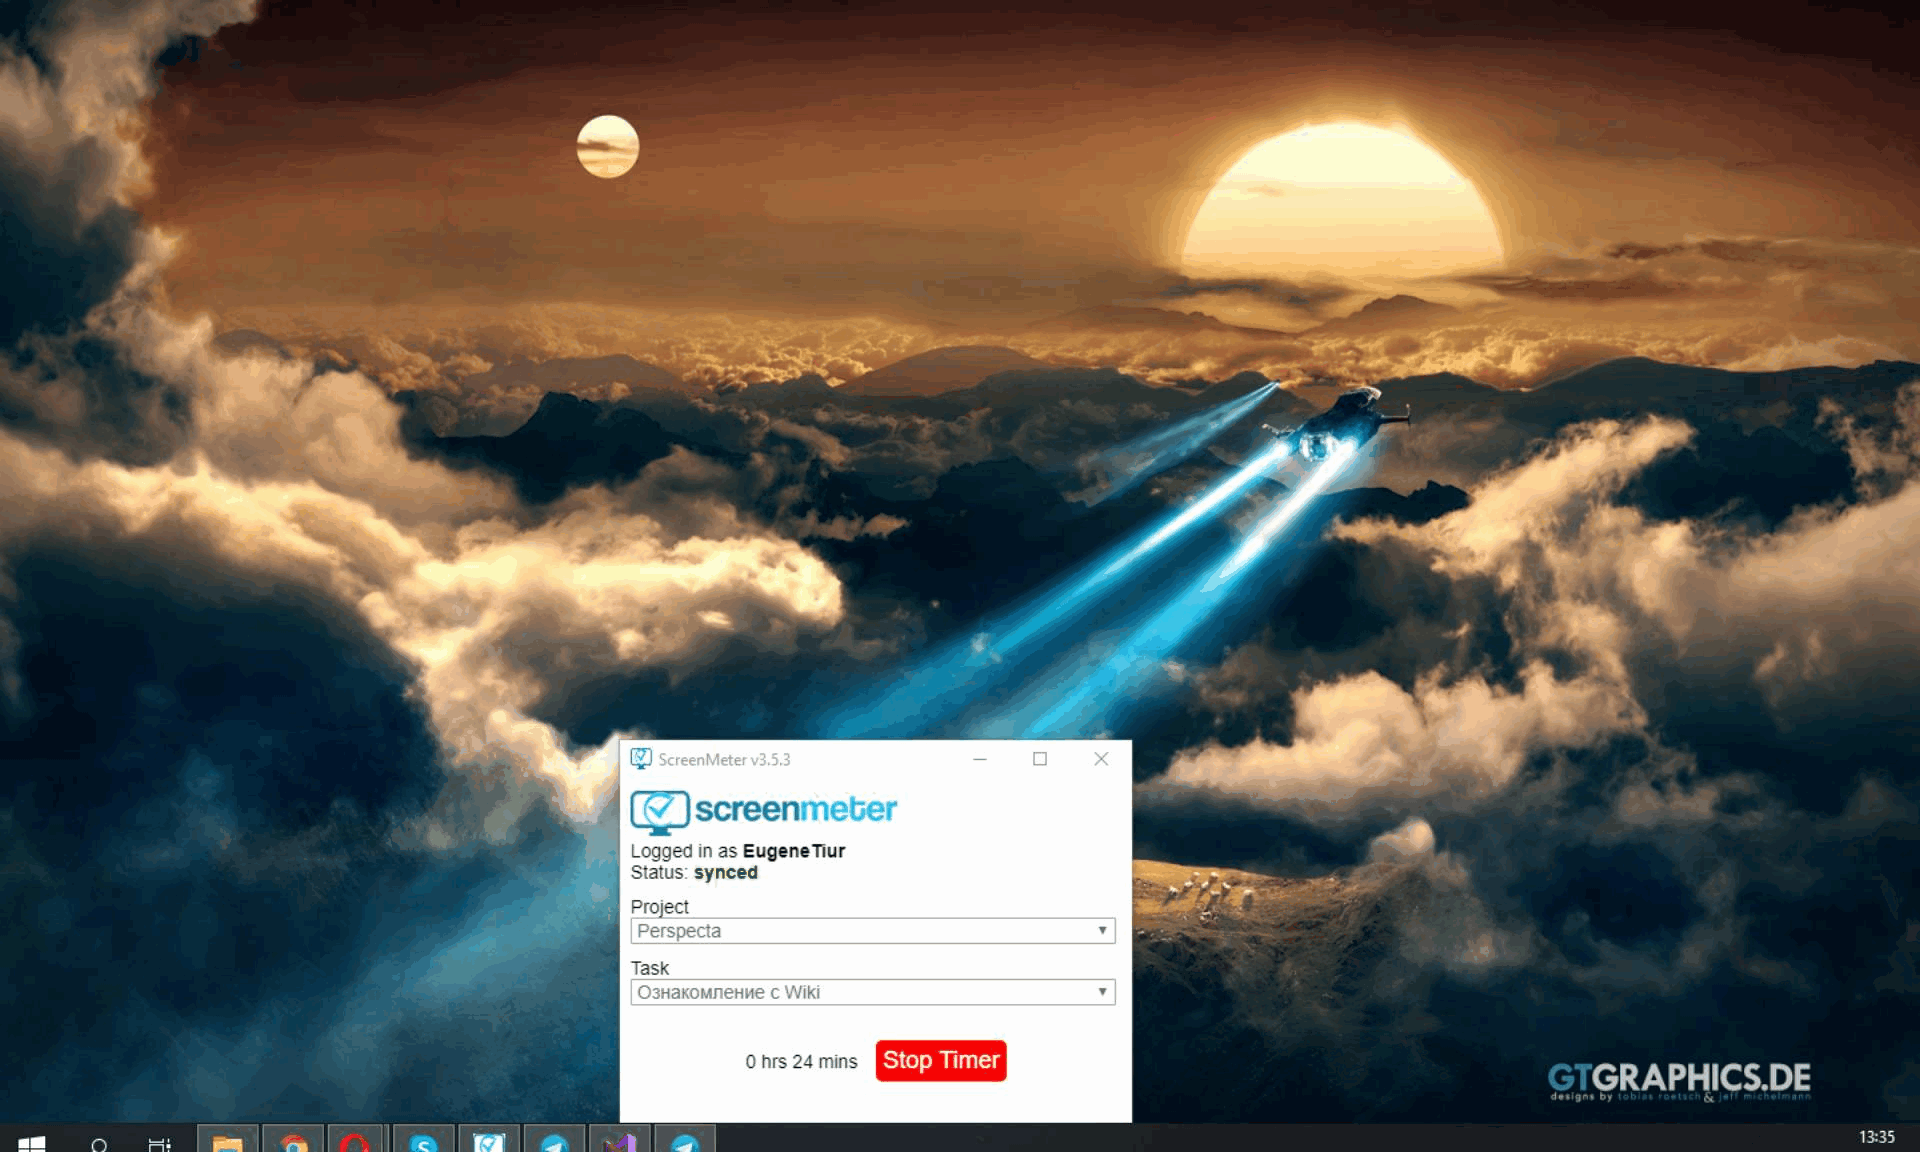 ScreenMeter v3.5.3
screenmeter
Logged in as EugeneTiur
Status: synced
Project
Perspecta
Task
Ознакомление с Wiki
0 hrs 24 mins Stop Timer
GTGRAPHICS.DE
designs by tobias roetsch & jeff michelmann
13:35